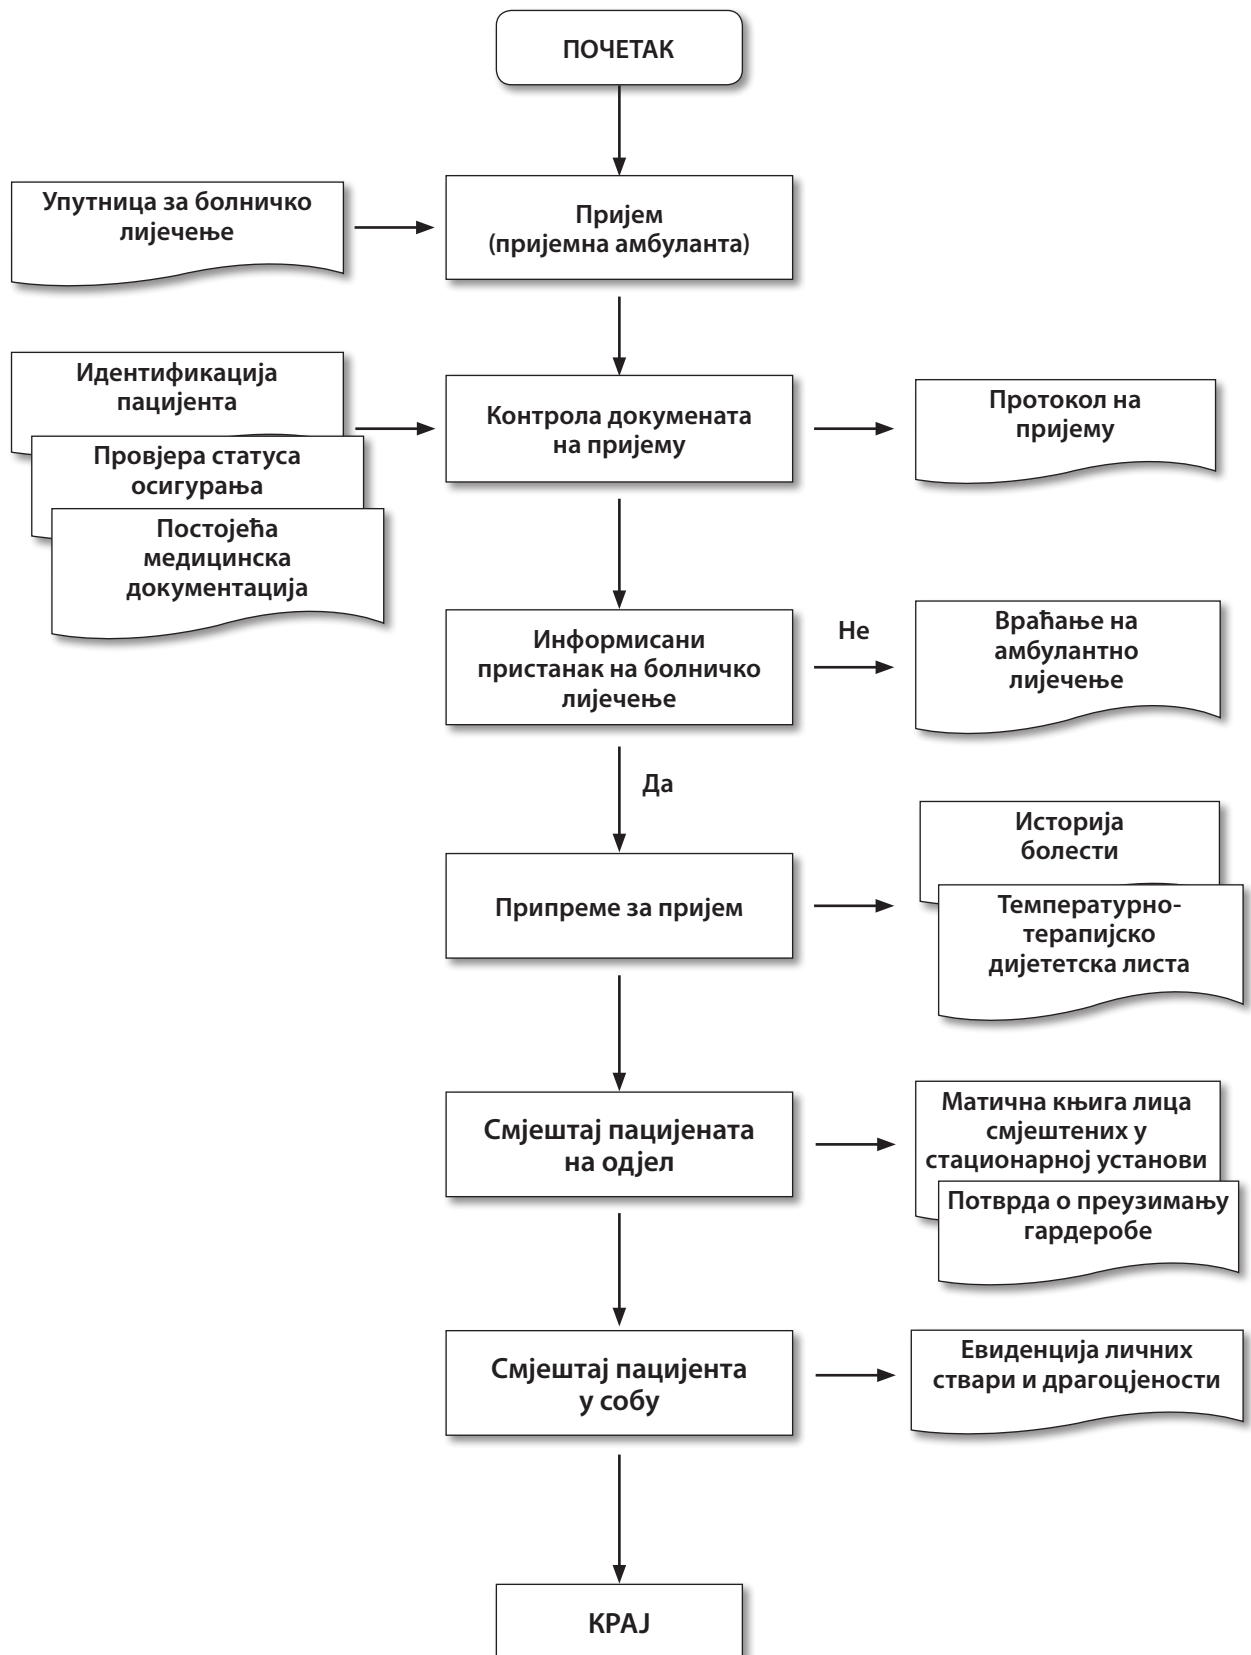 ПОЧЕТАК
Упутница за болничко
лијечење
Пријем
(пријемна амбуланта)
Идентификација
пацијента
Провјера статуса
осигурања
Постојећа
медицинска
документација
Контрола докумената
на пријему
Протокол на
пријему
Информисани
пристанак на болничко
лијечење
Не
Враћање на
амбулантно
лијечење
Да
Припреме за пријем
Историја
болести
Температурно-
терапијско
дијететска листа
Смјештај пацијената
на одјел
Матична књига лица
смјештених у
стационарној установи
Потврда о преузимању
гардеробе
Смјештај пацијента
у собу
Евиденција личних
ствари и драгоцјености
КРАЈ